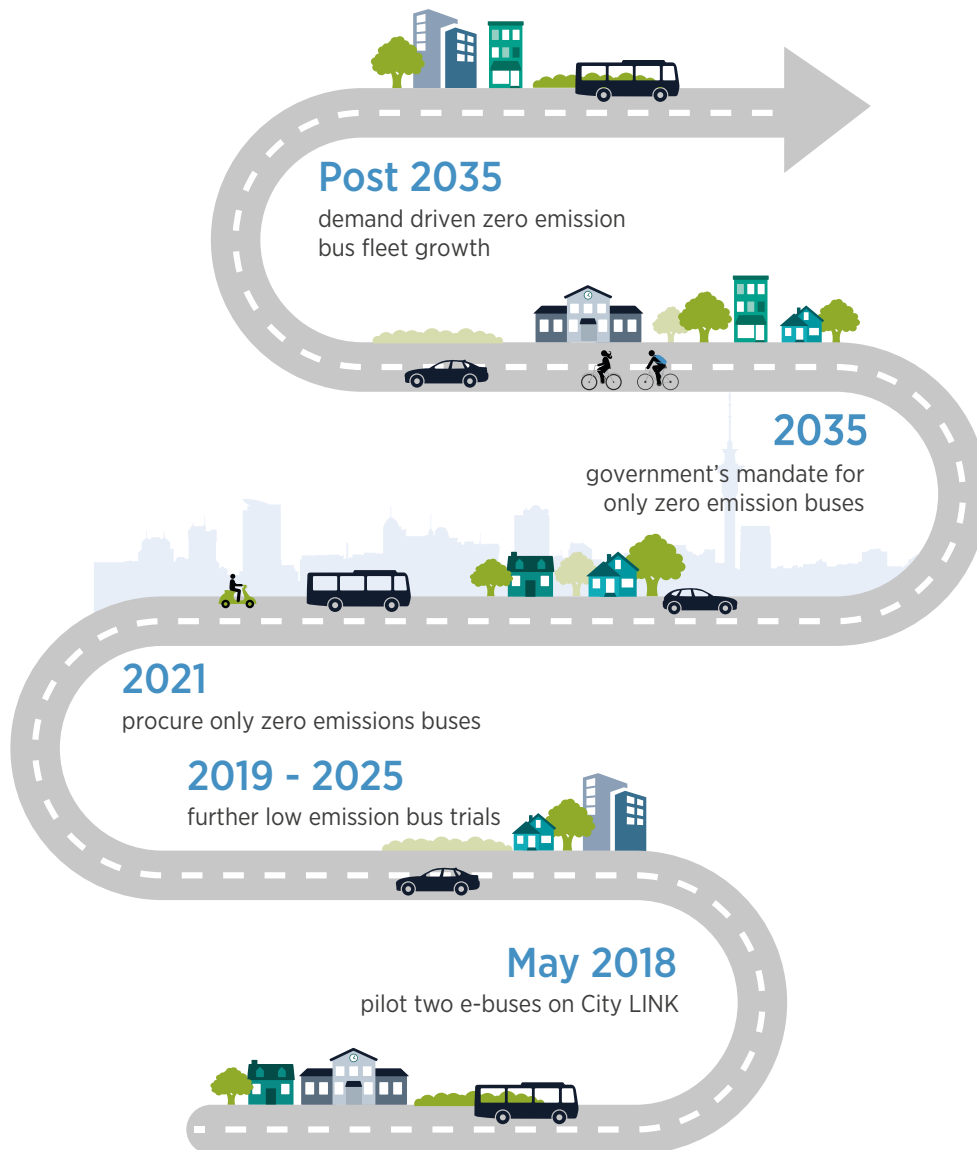 Post 2035
demand driven zero emission
bus fleet growth
2035
government’s mandate for
only zero emission buses
2021
procure only zero emissions buses
2019 - 2025
further low emission bus trials
May 2018
pilot two e-buses on City LINK